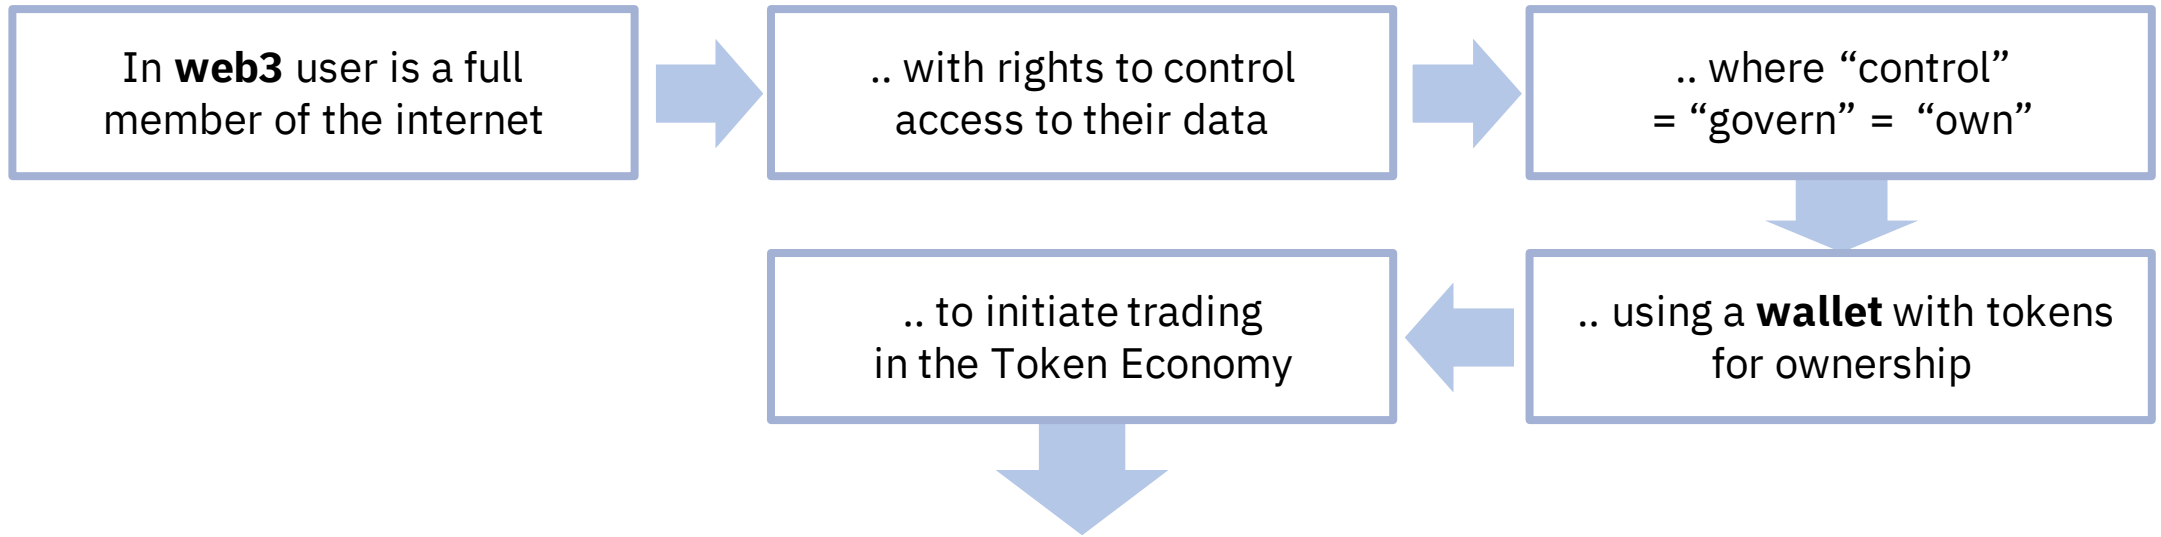 In web3 user is a full
member of the internet
.. with rights to control
access to their data
.. where “control”
= “govern” = “own”
.. using a wallet with tokens
for ownership
.. to initiate trading
in the Token Economy